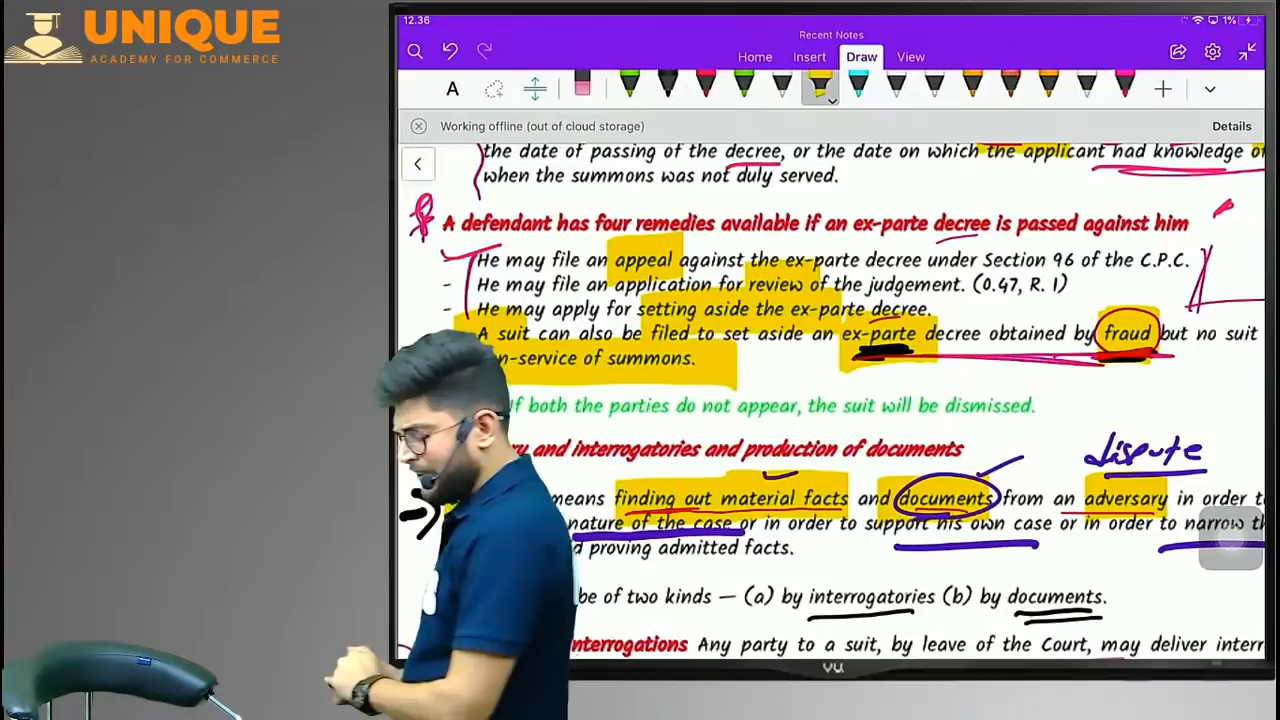 UNIQUE
ACADEMY FOR COMMERCE
12.36
1%
Recent Notes
Home Insert Draw View
A
Working offline (out of cloud storage)
Details
the date of passing of the decree, or the date on which the applicant had knowledge of
when the summons was not duly served.
A defendant has four remedies available if an ex-parte decree is passed against him
- He may file an appeal against the ex-parte decree under Section 96 of the C.P.C.
- He may file an application for review of the judgement. (O.47, R. 1)
- He may apply for setting aside the ex-parte decree.
A suit can also be filed to set aside an ex-parte decree obtained by fraud but no suit
n-service of summons.
If both the parties do not appear, the suit will be dismissed.
ry and interrogatories and production of documents
dispute
means finding out material facts and documents from an adversary in order to
nature of the case or in order to support his own case or in order to narrow th
d proving admitted facts.
be of two kinds — (a) by interrogatories (b) by documents.
nterrogations Any party to a suit, by leave of the Court, may deliver interr
vu